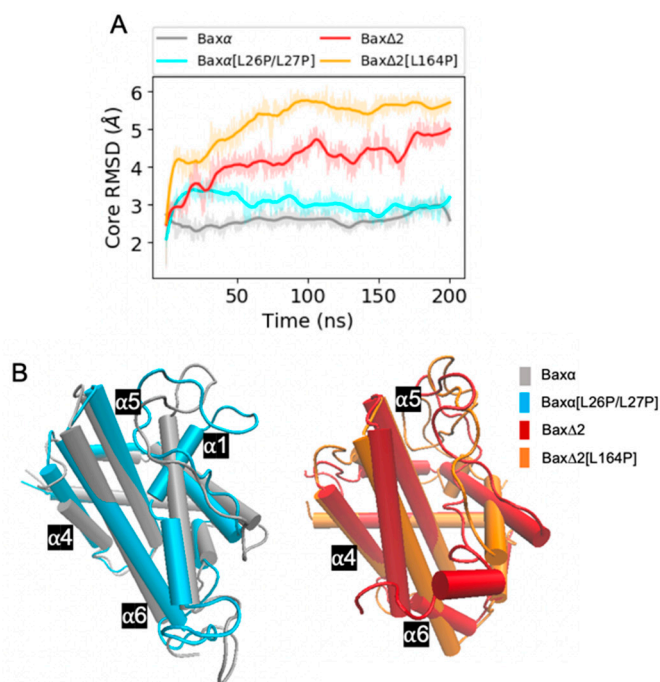 A
Baxα
BaxΔ2
Baxα[L26P/L27P]
BaxΔ2[L164P]
6
5
4
3
2
Core RMSD (Å)
50
100
150
200
Time (ns)
B
α5
α1
α4
α6
α5
α4
α6
Baxα
Baxα[L26P/L27P]
BaxΔ2
BaxΔ2[L164P]